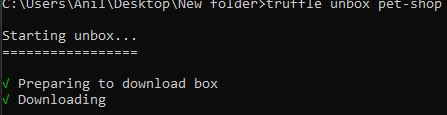 C:\Users\Anil\Desktop\New folder>truffle unbox pet-shop
Starting unbox...
=================
√ Preparing to download box
√ Downloading